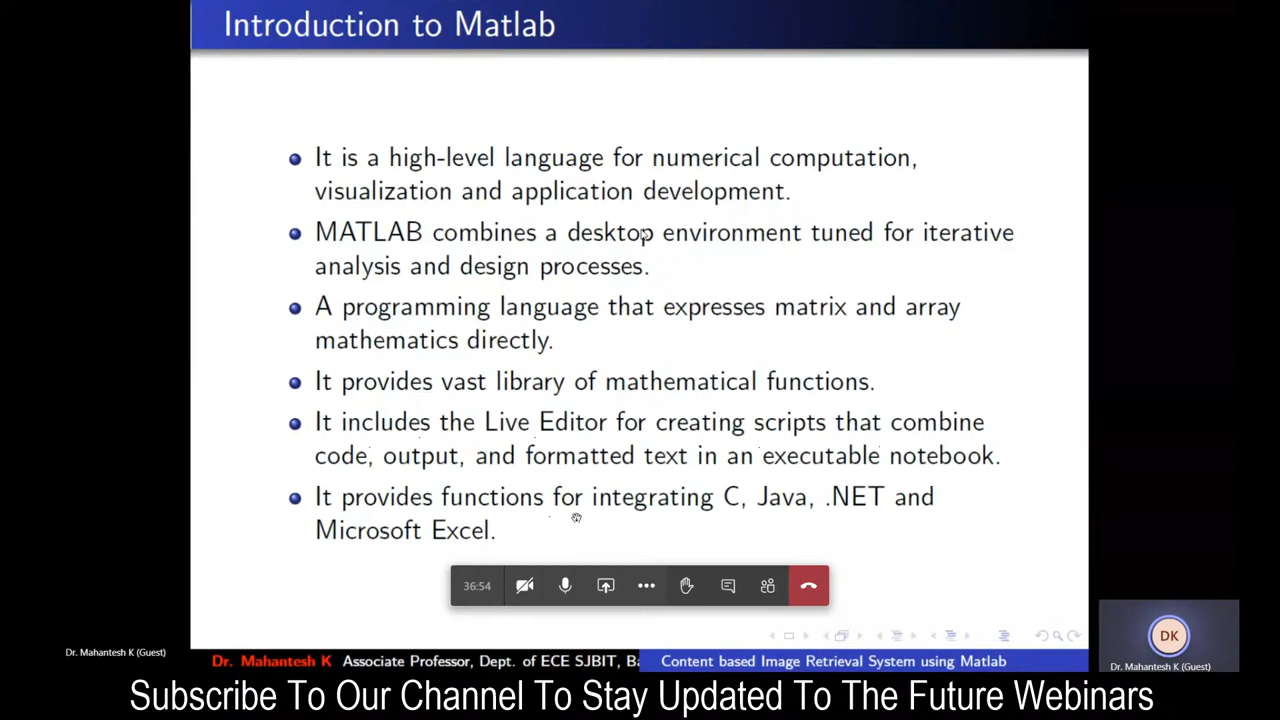 Introduction to Matlab
It is a high-level language for numerical computation,
visualization and application development.
MATLAB combines a desktop environment tuned for iterative
analysis and design processes.
A programming language that expresses matrix and array
mathematics directly.
It provides vast library of mathematical functions.
It includes the Live Editor for creating scripts that combine
code, output, and formatted text in an executable notebook.
It provides functions for integrating C, Java, .NET and
Microsoft Excel.
36:54
DK
Dr. Mahantesh K (Guest)
Dr. Mahantesh K (Guest)
Dr. Mahantesh K Associate Professor, Dept. of ECE SJBIT, Ba
Content based Image Retrieval System using Matlab
Subscribe To Our Channel To Stay Updated To The Future Webinars